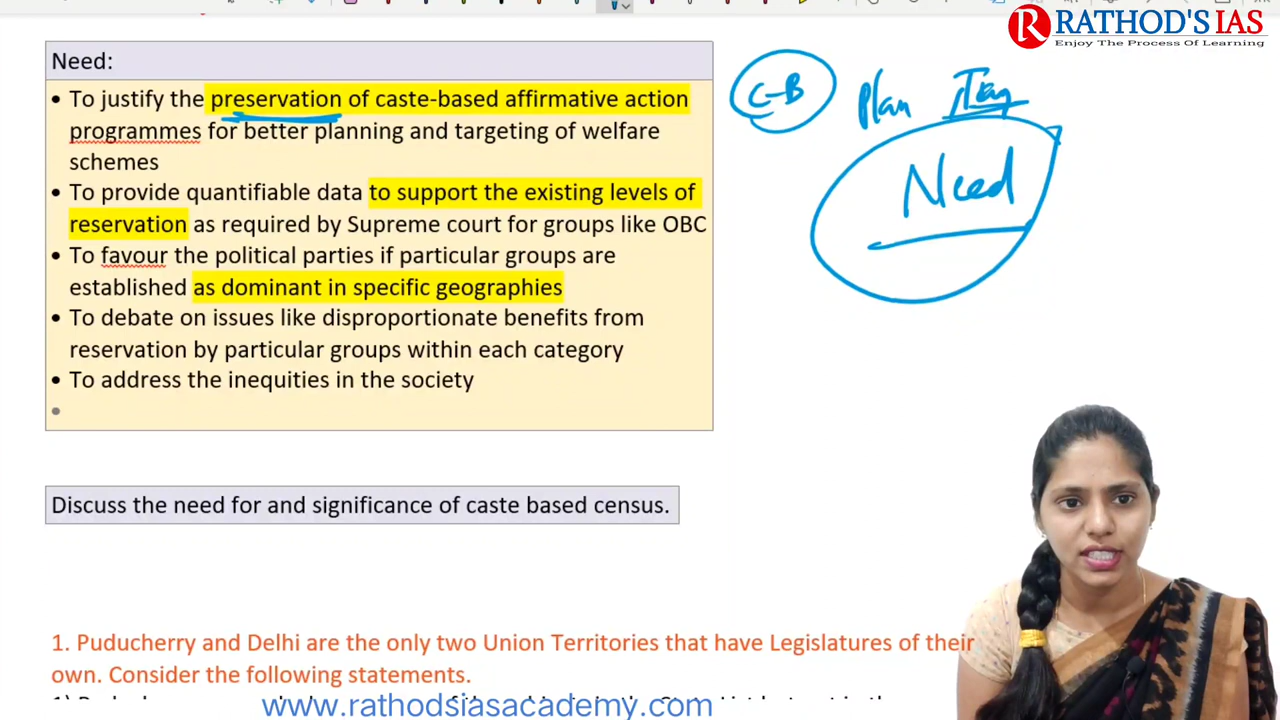 RATHOD'S IAS
Enjoy The Process Of Learning
Need:
• To justify the preservation of caste-based affirmative action
programmes for better planning and targeting of welfare
schemes
• To provide quantifiable data to support the existing levels of
reservation as required by Supreme court for groups like OBC
• To favour the political parties if particular groups are
established as dominant in specific geographies
• To debate on issues like disproportionate benefits from
reservation by particular groups within each category
• To address the inequities in the society
•
C-B Plan
Need
Discuss the need for and significance of caste based census.
1. Puducherry and Delhi are the only two Union Territories that have Legislatures of their
own. Consider the following statements.
www.rathodsiasacademy.com